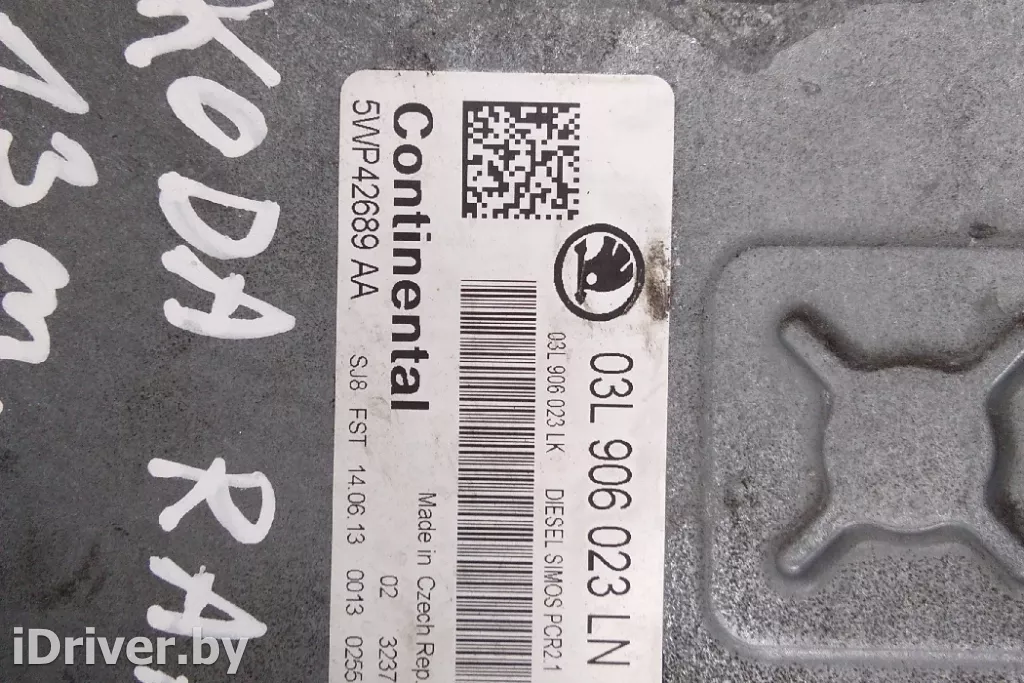 03L 906 023 LN
03L 906 023 LK DIESEL SIMOS PCR2.1
Continental
Made in Czech Rep.
02 3237
5WP42689 AA
SJ8 FST 14.06.13 0013 0255
KODA RA
13
iDriver.by